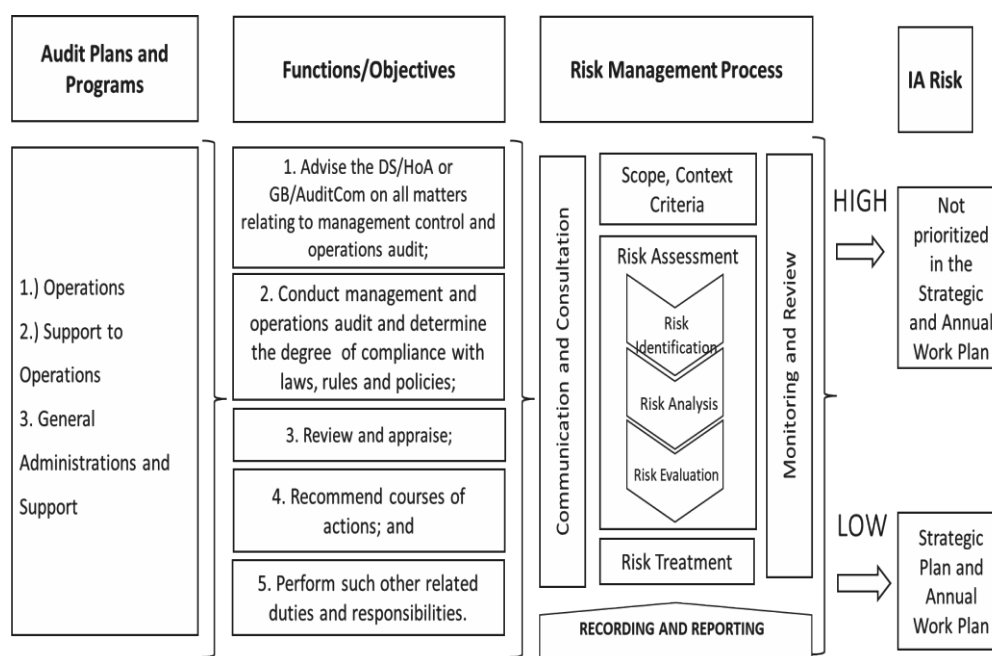 Audit Plans and
Programs
Functions/Objectives
Risk Management Process
IA Risk
1.) Operations
2.) Support to
Operations
3. General
Administrations and
Support
1. Advise the DS/HoA or
GB/AuditCom on all matters
relating to management control and
operations audit;
2. Conduct management and
operations audit and determine
the degree of compliance with
laws, rules and policies;
3. Review and appraise;
4. Recommend courses of
actions; and
5. Perform such other related
duties and responsibilities.
Communication and Consultation
Scope, Context
Criteria
Risk Assessment
Risk
Identification
Risk Analysis
Risk Evaluation
Risk Treatment
Monitoring and Review
RECORDING AND REPORTING
HIGH
Not
prioritized
in the
Strategic
and Annual
Work Plan
LOW
Strategic
Plan and
Annual
Work Plan